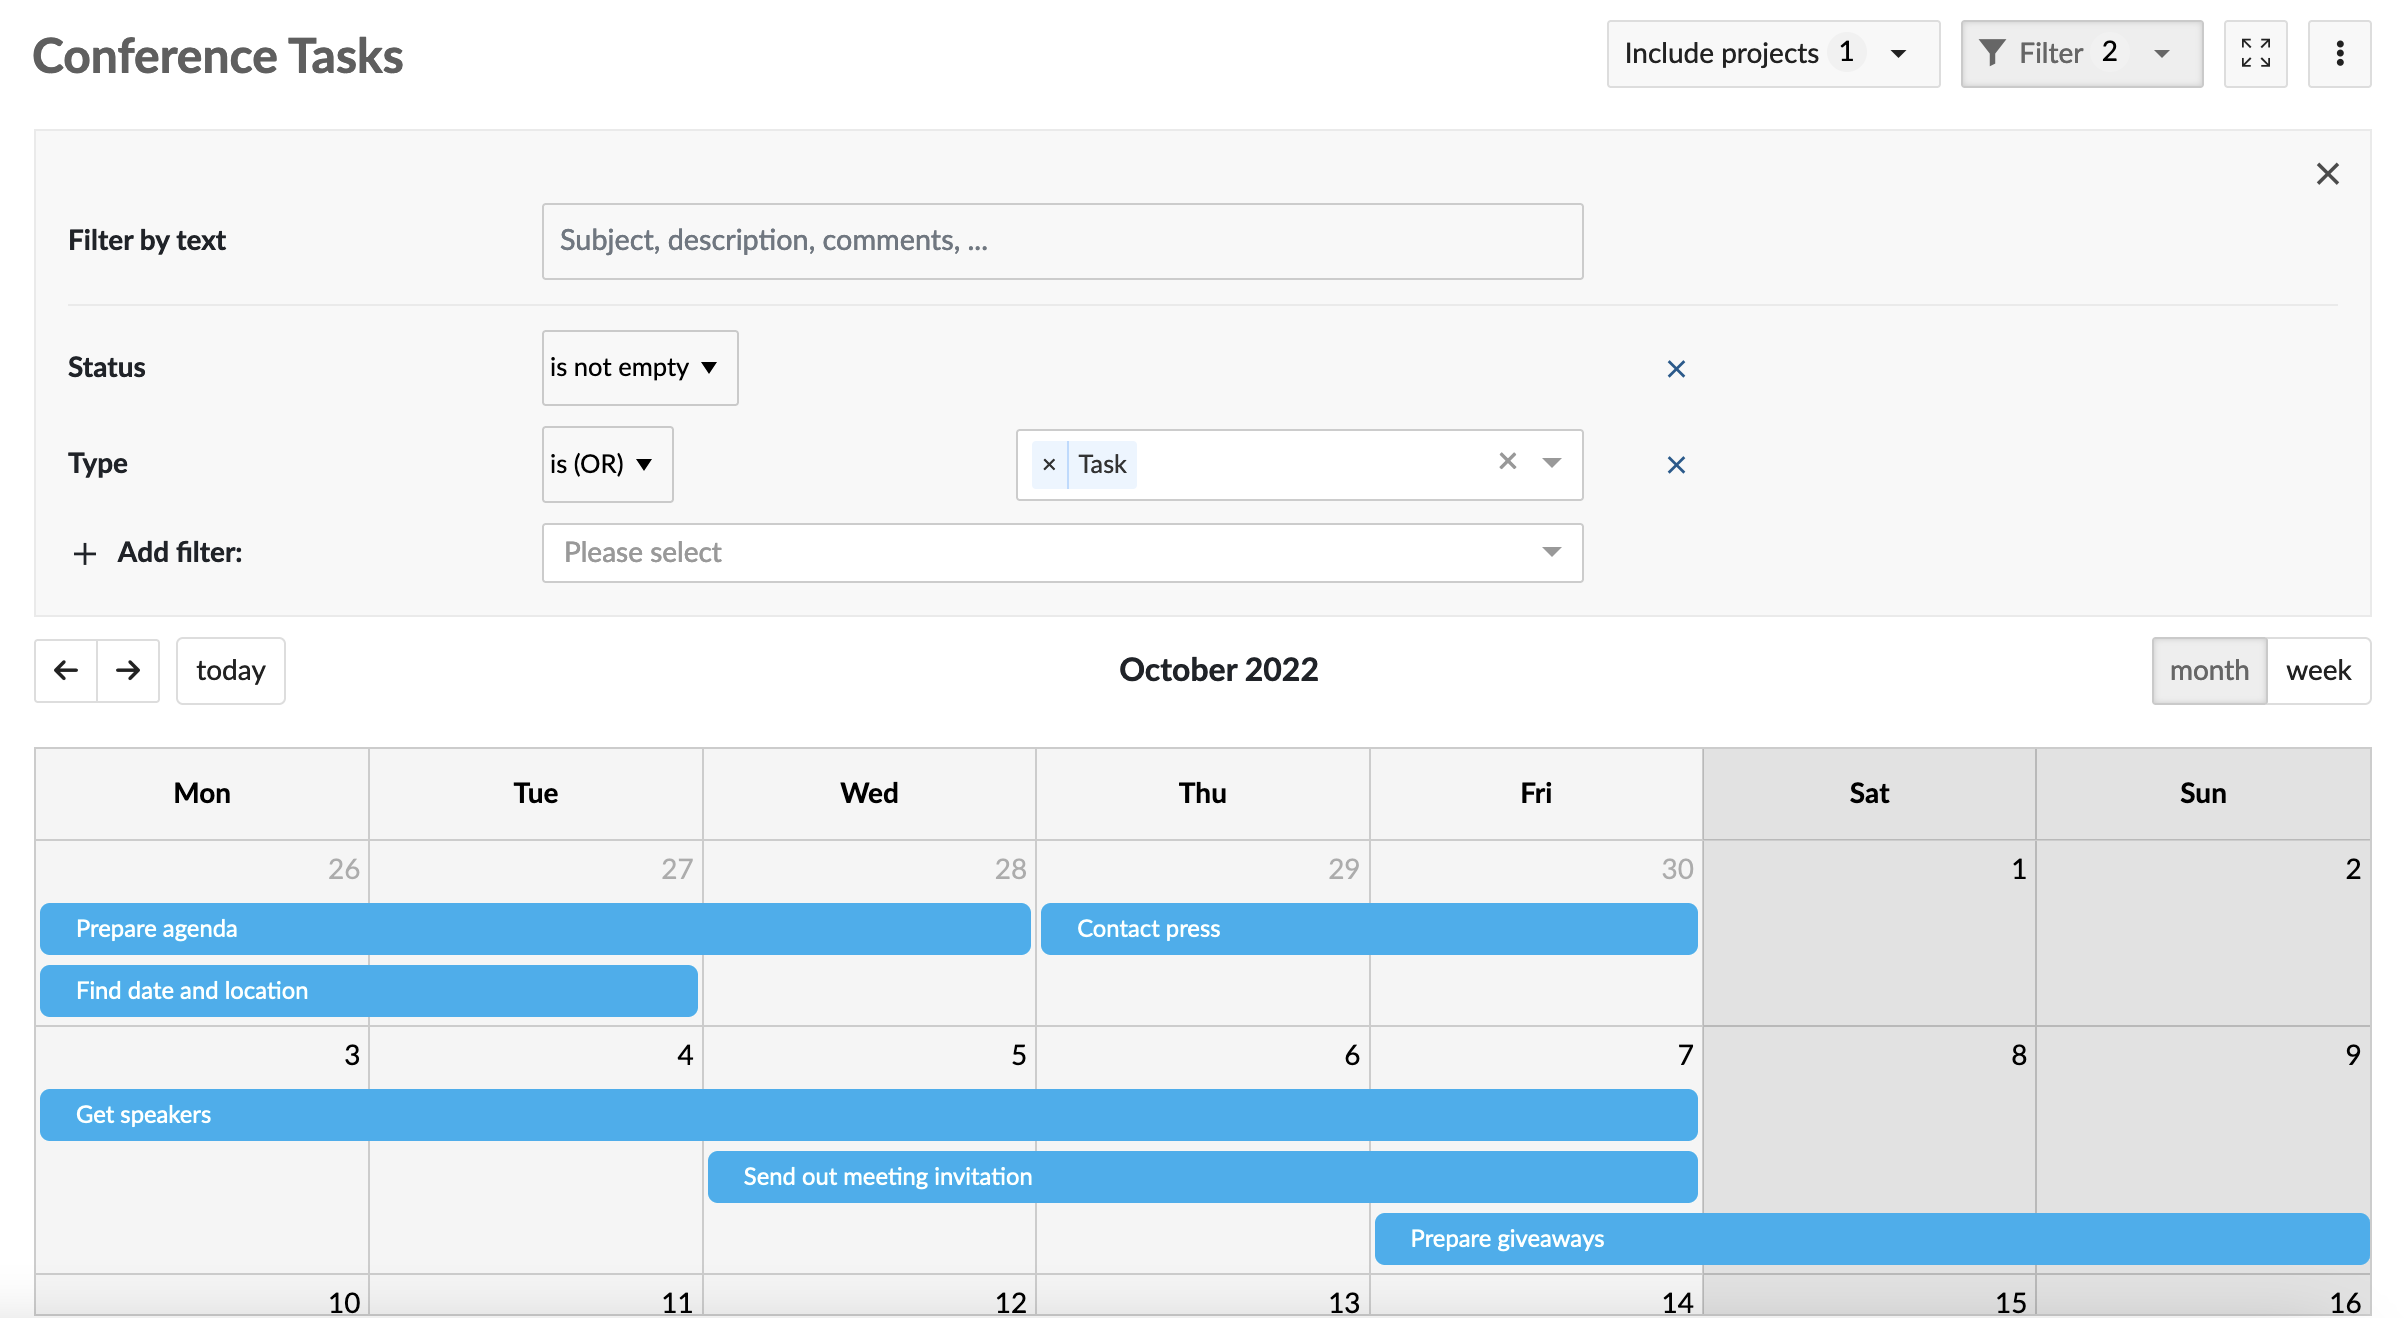 Conference Tasks
Include projects 1
Filter 2
Filter by text
Subject, description, comments, ...
Status
is not empty
Type
is (OR)
× Task
+ Add filter:
Please select
today
October 2022
month
week
Mon Tue Wed Thu Fri Sat Sun
26 27 28 29 30 1 2
Prepare agenda
Contact press
Find date and location
3 4 5 6 7 8 9
Get speakers
Send out meeting invitation
Prepare giveaways
10 11 12 13 14 15 16